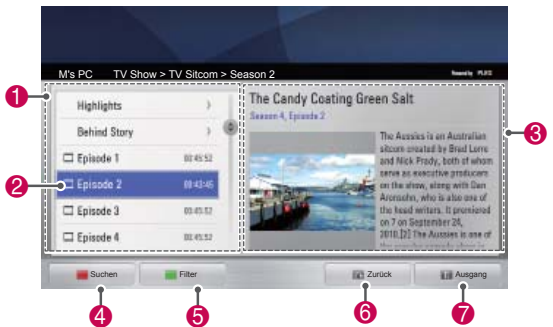 M's PC TV Show > TV Sitcom > Season 2
Powered by PLEX
1
Highlights
Behind Story
Episode 1 00:45:52
2
Episode 2 00:43:45
Episode 3 00:45:52
Episode 4 00:45:52
The Candy Coating Green Salt
Season 4, Episode 2
3
The Aussies is an Australian
sitcom created by Brad Lorre
and Nick Prady, both of whom
serve as executive producers
on the show, along with Dan
Aronsohn, who is also one of
the head writers. It premiered
on 7 on September 24,
2010.[2] The Aussies is one of
Suchen
Filter
Zurück
Ausgang
4
5
6
7